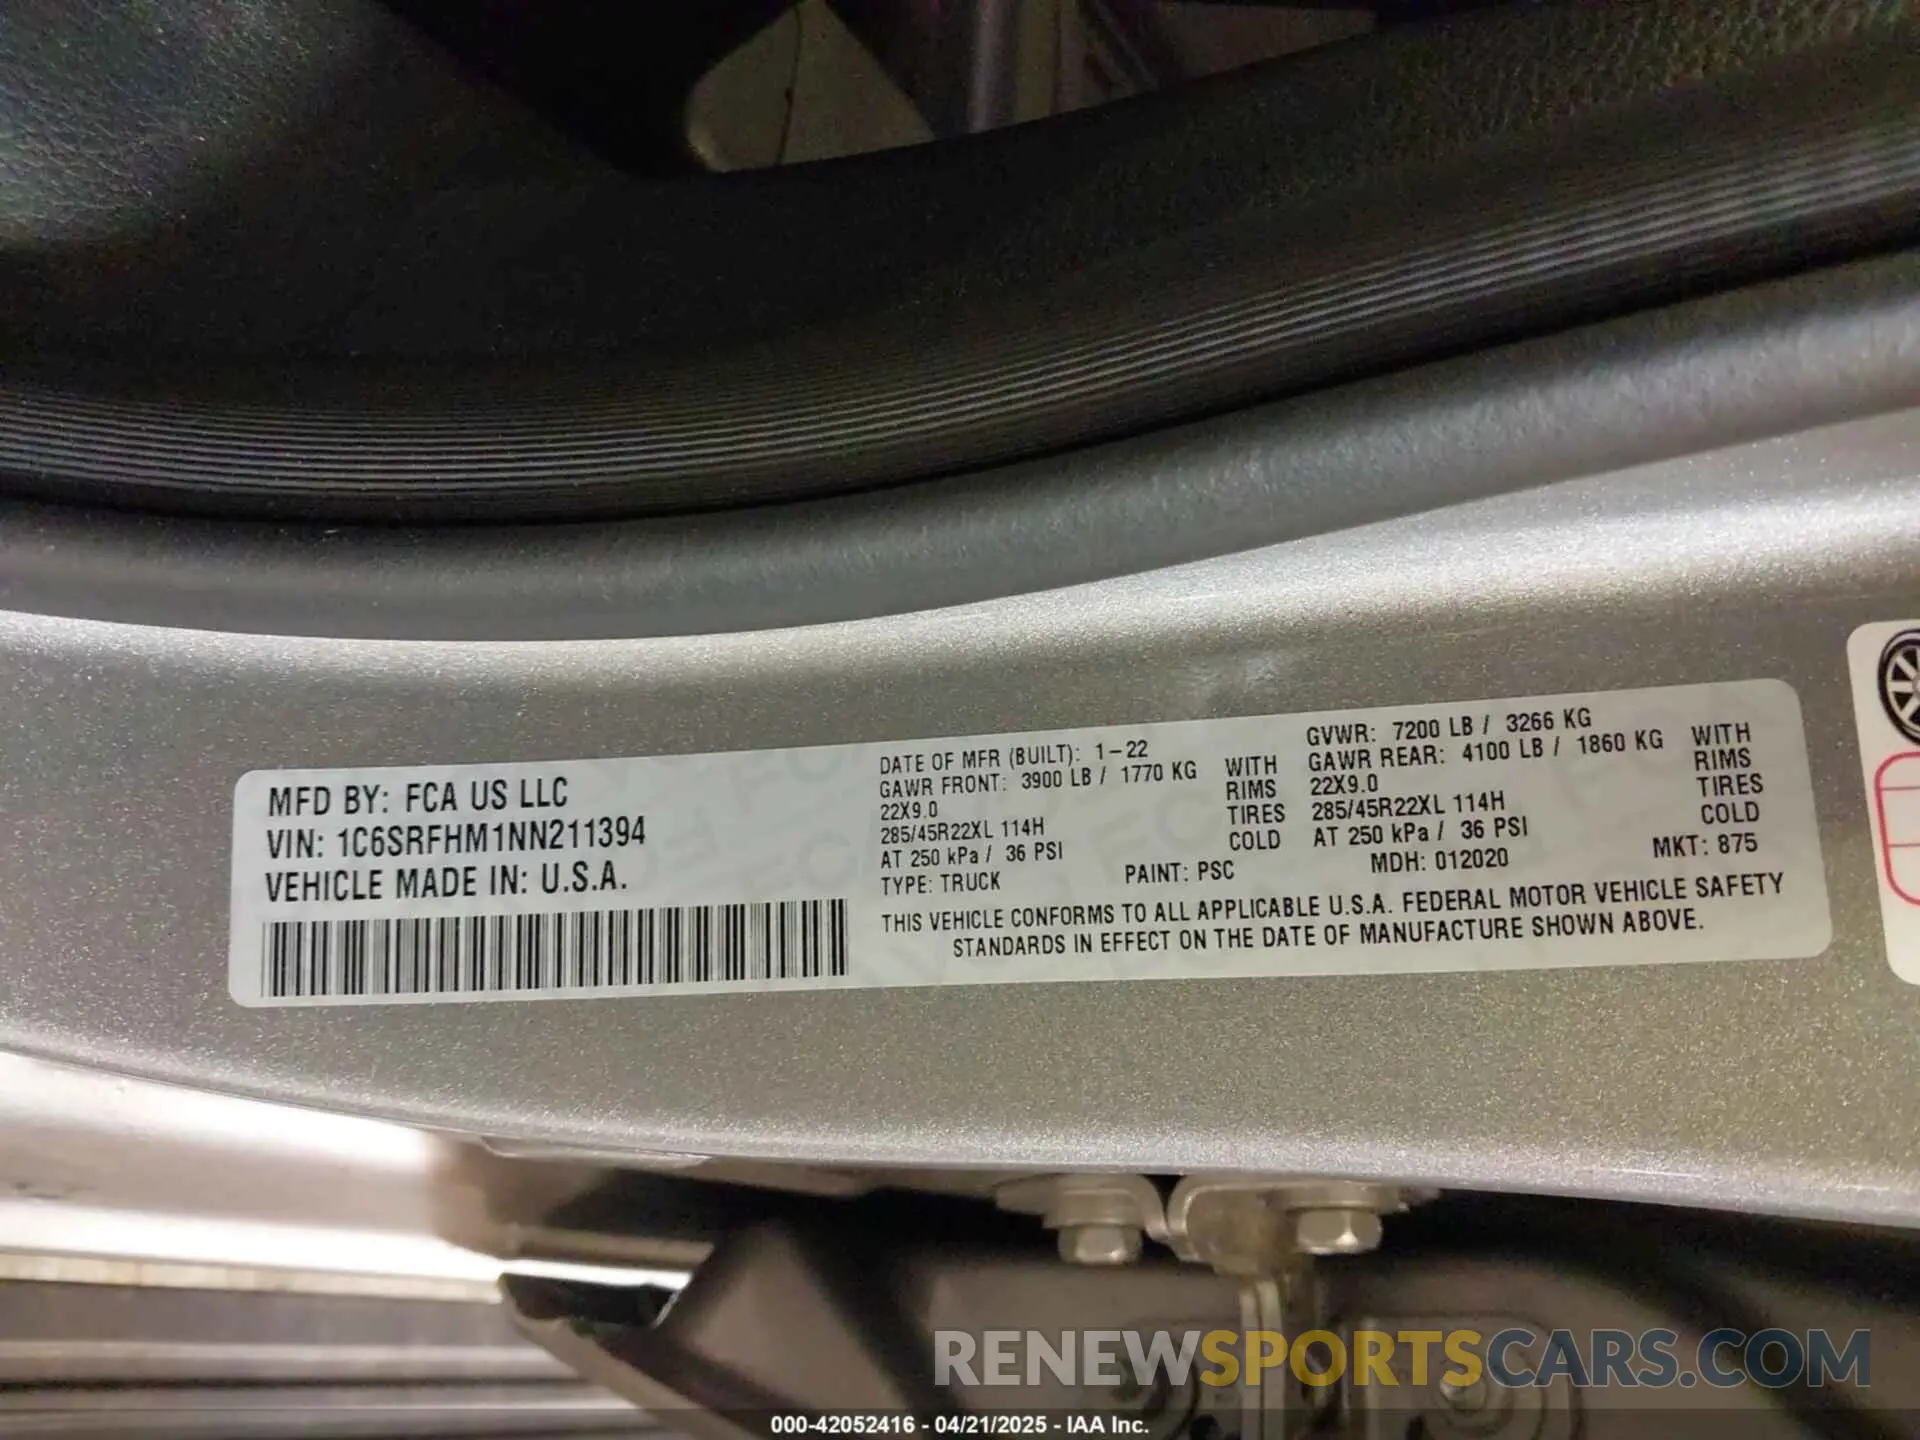 MFD BY: FCA US LLC
VIN: 1C6SRFHM1NN211394
VEHICLE MADE IN: U.S.A.
DATE OF MFR (BUILT): 1-22
GAWR FRONT: 3900 LB / 1770 KG WITH
22X9.0 RIMS
285/45R22XL 114H TIRES
AT 250 kPa / 36 PSI COLD
GVWR: 7200 LB / 3266 KG
GAWR REAR: 4100 LB / 1860 KG WITH
22X9.0 RIMS
285/45R22XL 114H TIRES
AT 250 kPa / 36 PSI COLD
TYPE: TRUCK PAINT: PSC MDH: 012020 MKT: 875
THIS VEHICLE CONFORMS TO ALL APPLICABLE U.S.A. FEDERAL MOTOR VEHICLE SAFETY
STANDARDS IN EFFECT ON THE DATE OF MANUFACTURE SHOWN ABOVE.
RENEWSPORTSCARS.COM
000-42052416 - 04/21/2025 - IAA Inc.